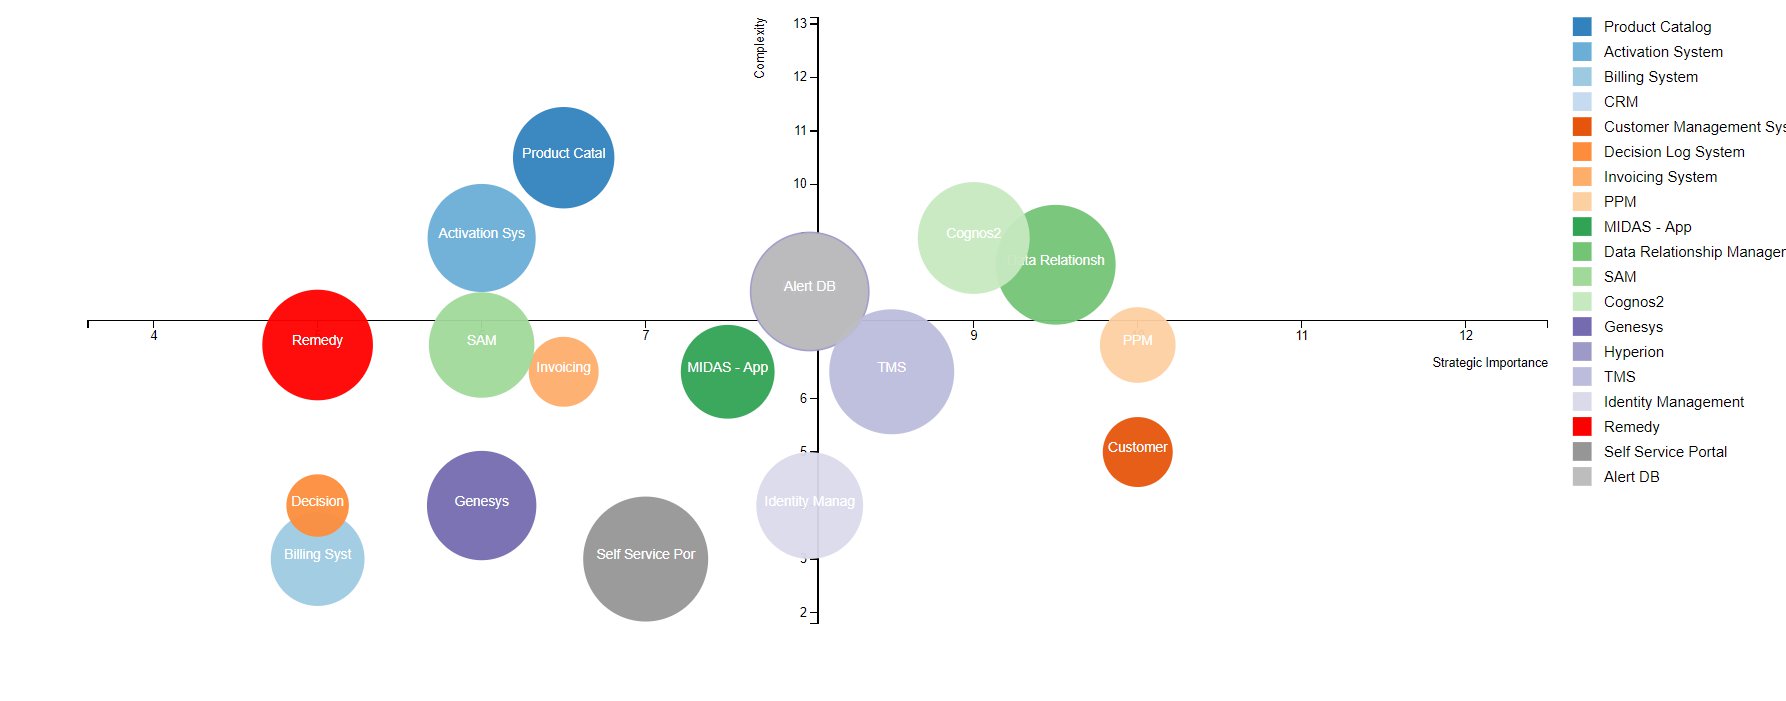 Complexity
13
12
11
10
6
5
3
2
4
7
9
11
12
Strategic Importance
Product Catal
Activation Sys
Cognos2
Data Relationsh
Alert DB
Remedy
SAM
Invoicing
MIDAS - App
TMS
PPM
Customer
Decision
Genesys
Identity Manag
Billing Syst
Self Service Por
Product Catalog
Activation System
Billing System
CRM
Customer Management Sys
Decision Log System
Invoicing System
PPM
MIDAS - App
Data Relationship Manager
SAM
Cognos2
Genesys
Hyperion
TMS
Identity Management
Remedy
Self Service Portal
Alert DB